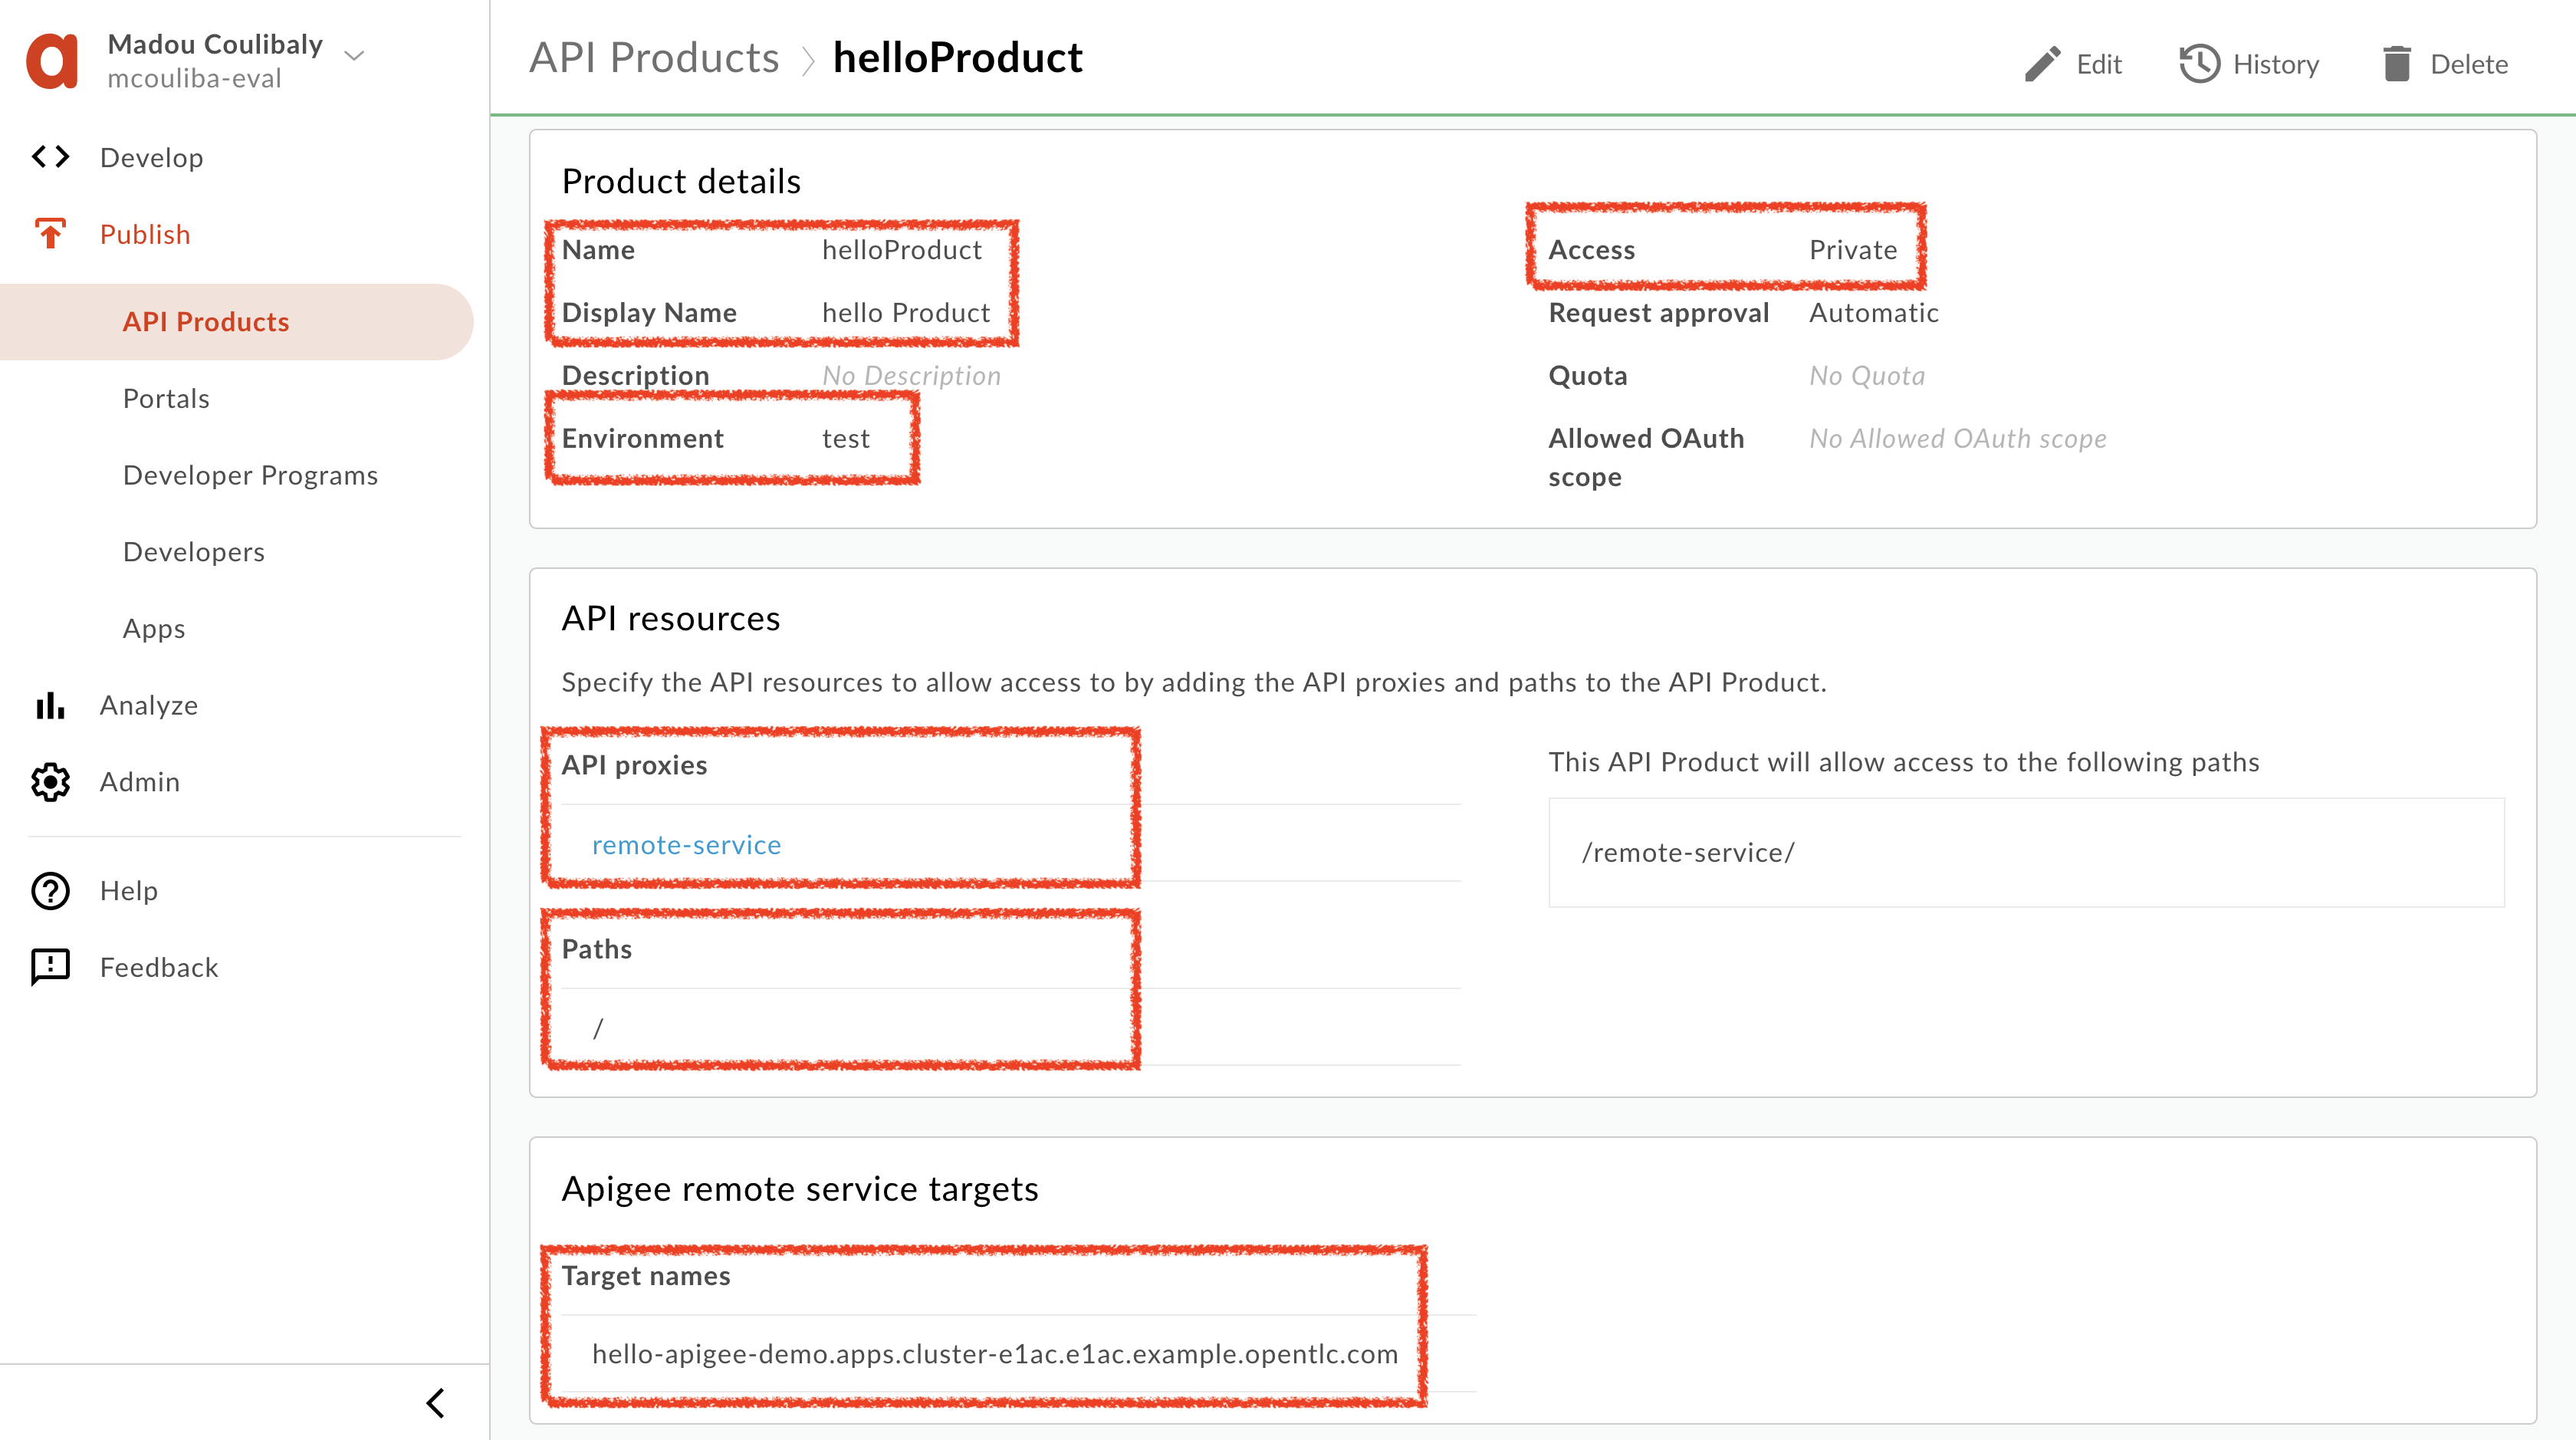 Madou Coulibaly
mcouliba-eval
Develop
Publish
API Products
Portals
Developer Programs
Developers
Apps
Analyze
Admin
Help
Feedback
API Products > helloProduct
Edit
History
Delete
Product details
Name helloProduct
Display Name hello Product
Description No Description
Environment test
Access Private
Request approval Automatic
Quota No Quota
Allowed OAuth scope No Allowed OAuth scope
API resources
Specify the API resources to allow access to by adding the API proxies and paths to the API Product.
API proxies
remote-service
Paths
/
This API Product will allow access to the following paths
/remote-service/
Apigee remote service targets
Target names
hello-apigee-demo.apps.cluster-e1ac.e1ac.example.opentlc.com